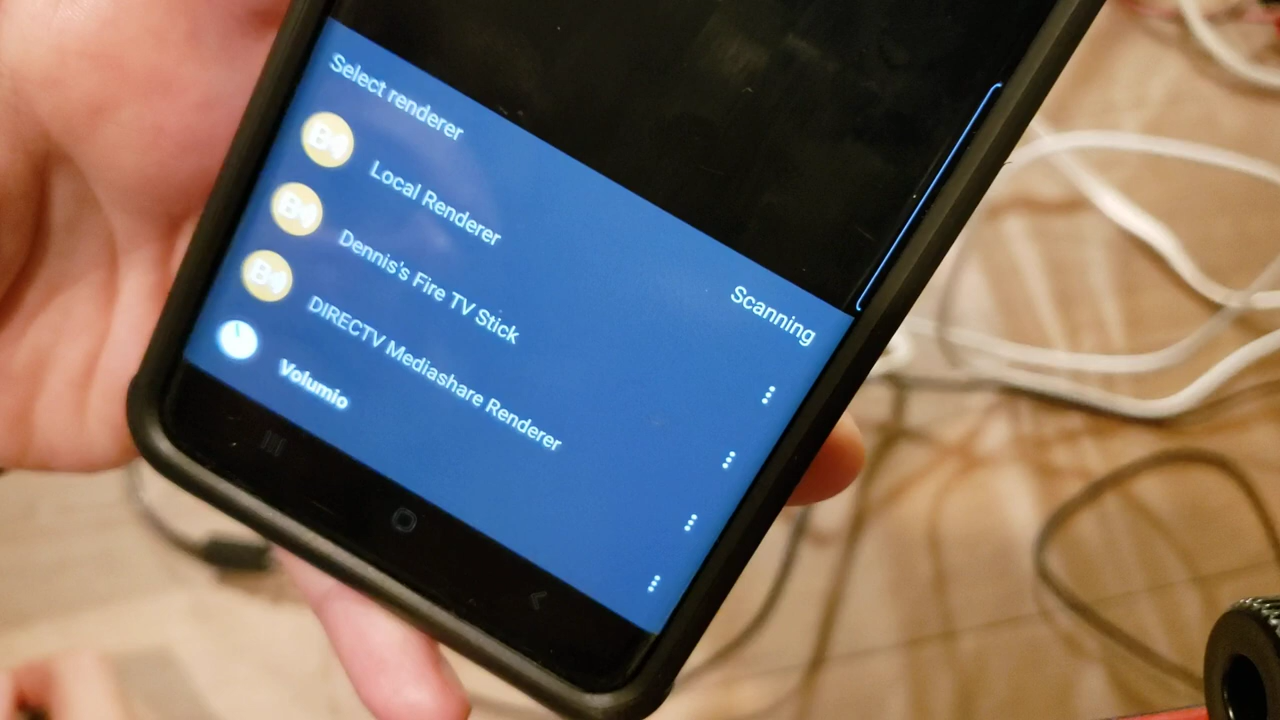 Select renderer
Scanning
Local Renderer
Dennis's Fire TV Stick
DIRECTV Mediashare Renderer
Volumio